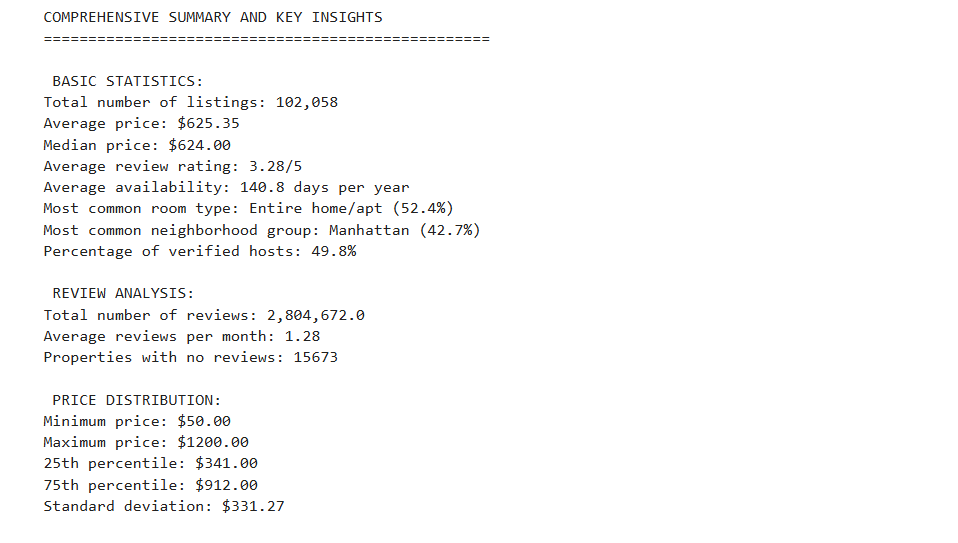 COMPREHENSIVE SUMMARY AND KEY INSIGHTS
==================================================
BASIC STATISTICS:
Total number of listings: 102,058
Average price: $625.35
Median price: $624.00
Average review rating: 3.28/5
Average availability: 140.8 days per year
Most common room type: Entire home/apt (52.4%)
Most common neighborhood group: Manhattan (42.7%)
Percentage of verified hosts: 49.8%
REVIEW ANALYSIS:
Total number of reviews: 2,804,672.0
Average reviews per month: 1.28
Properties with no reviews: 15673
PRICE DISTRIBUTION:
Minimum price: $50.00
Maximum price: $1200.00
25th percentile: $341.00
75th percentile: $912.00
Standard deviation: $331.27